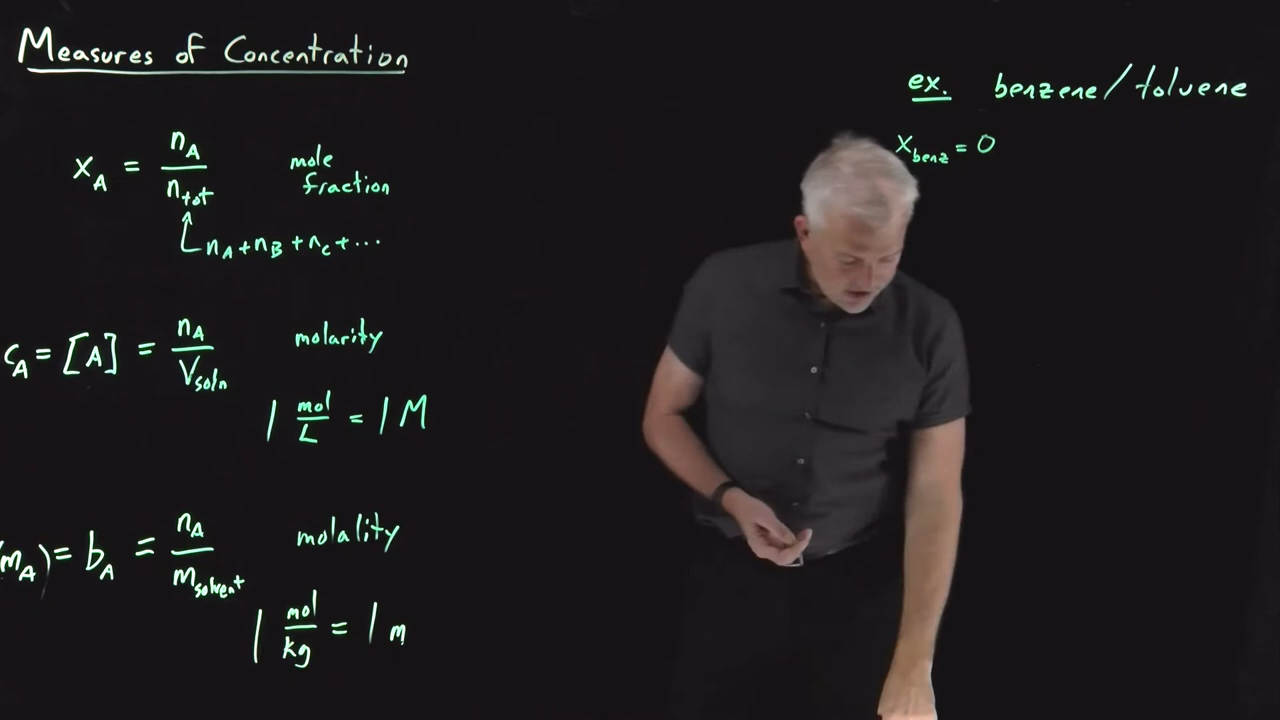 Measures of Concentration
x_A = n_A / n_tot mole fraction
n_A + n_B + n_C + ...
c_A = [A] = n_A / V_soln molarity
1 mol/L = 1 M
(m_A) = b_A = n_A / m_solvent molality
1 mol/kg = 1 m
ex. benzene/toluene
x_benz = 0